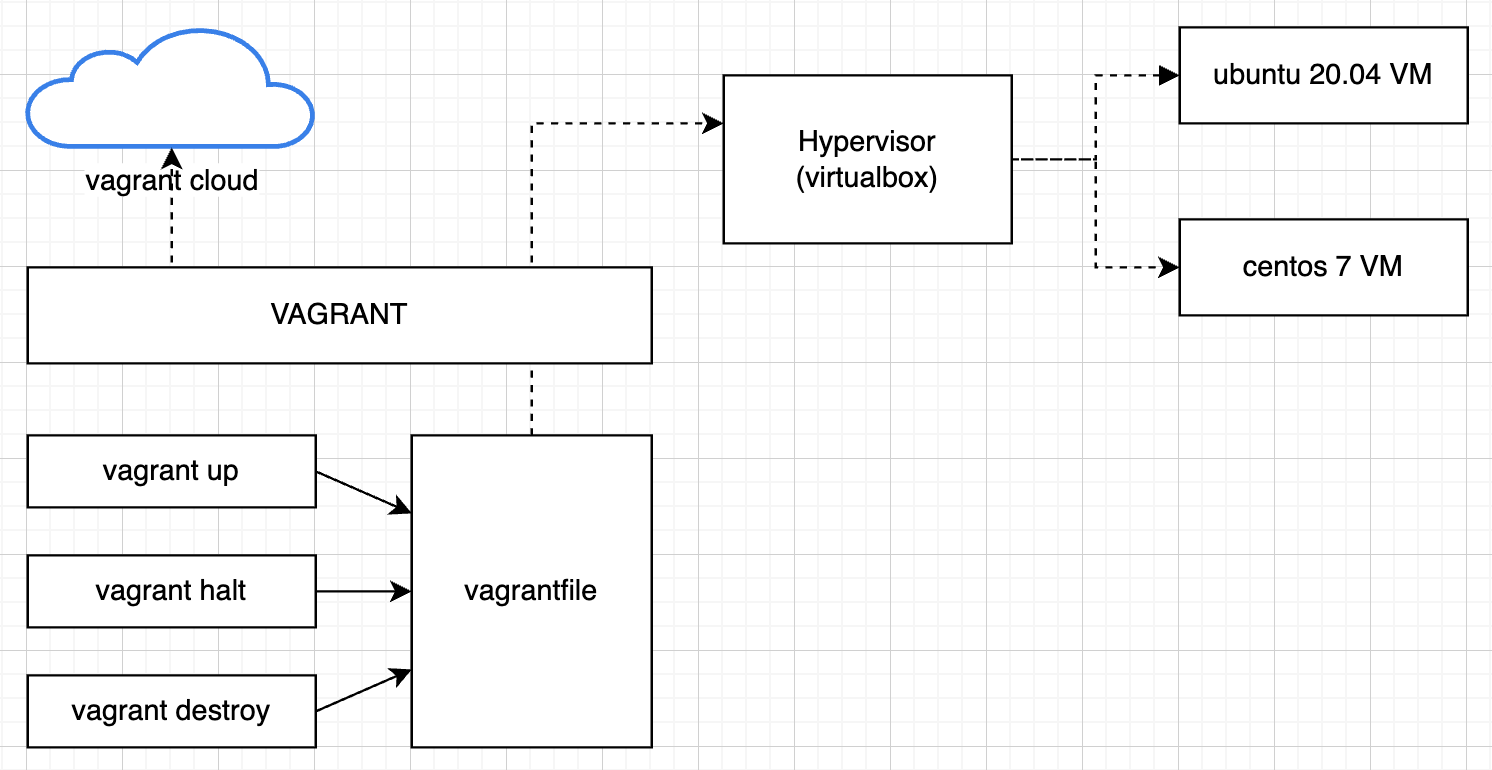 vagrant cloud
VAGRANT
Hypervisor
(virtualbox)
ubuntu 20.04 VM
centos 7 VM
vagrant up
vagrant halt
vagrant destroy
vagrantfile